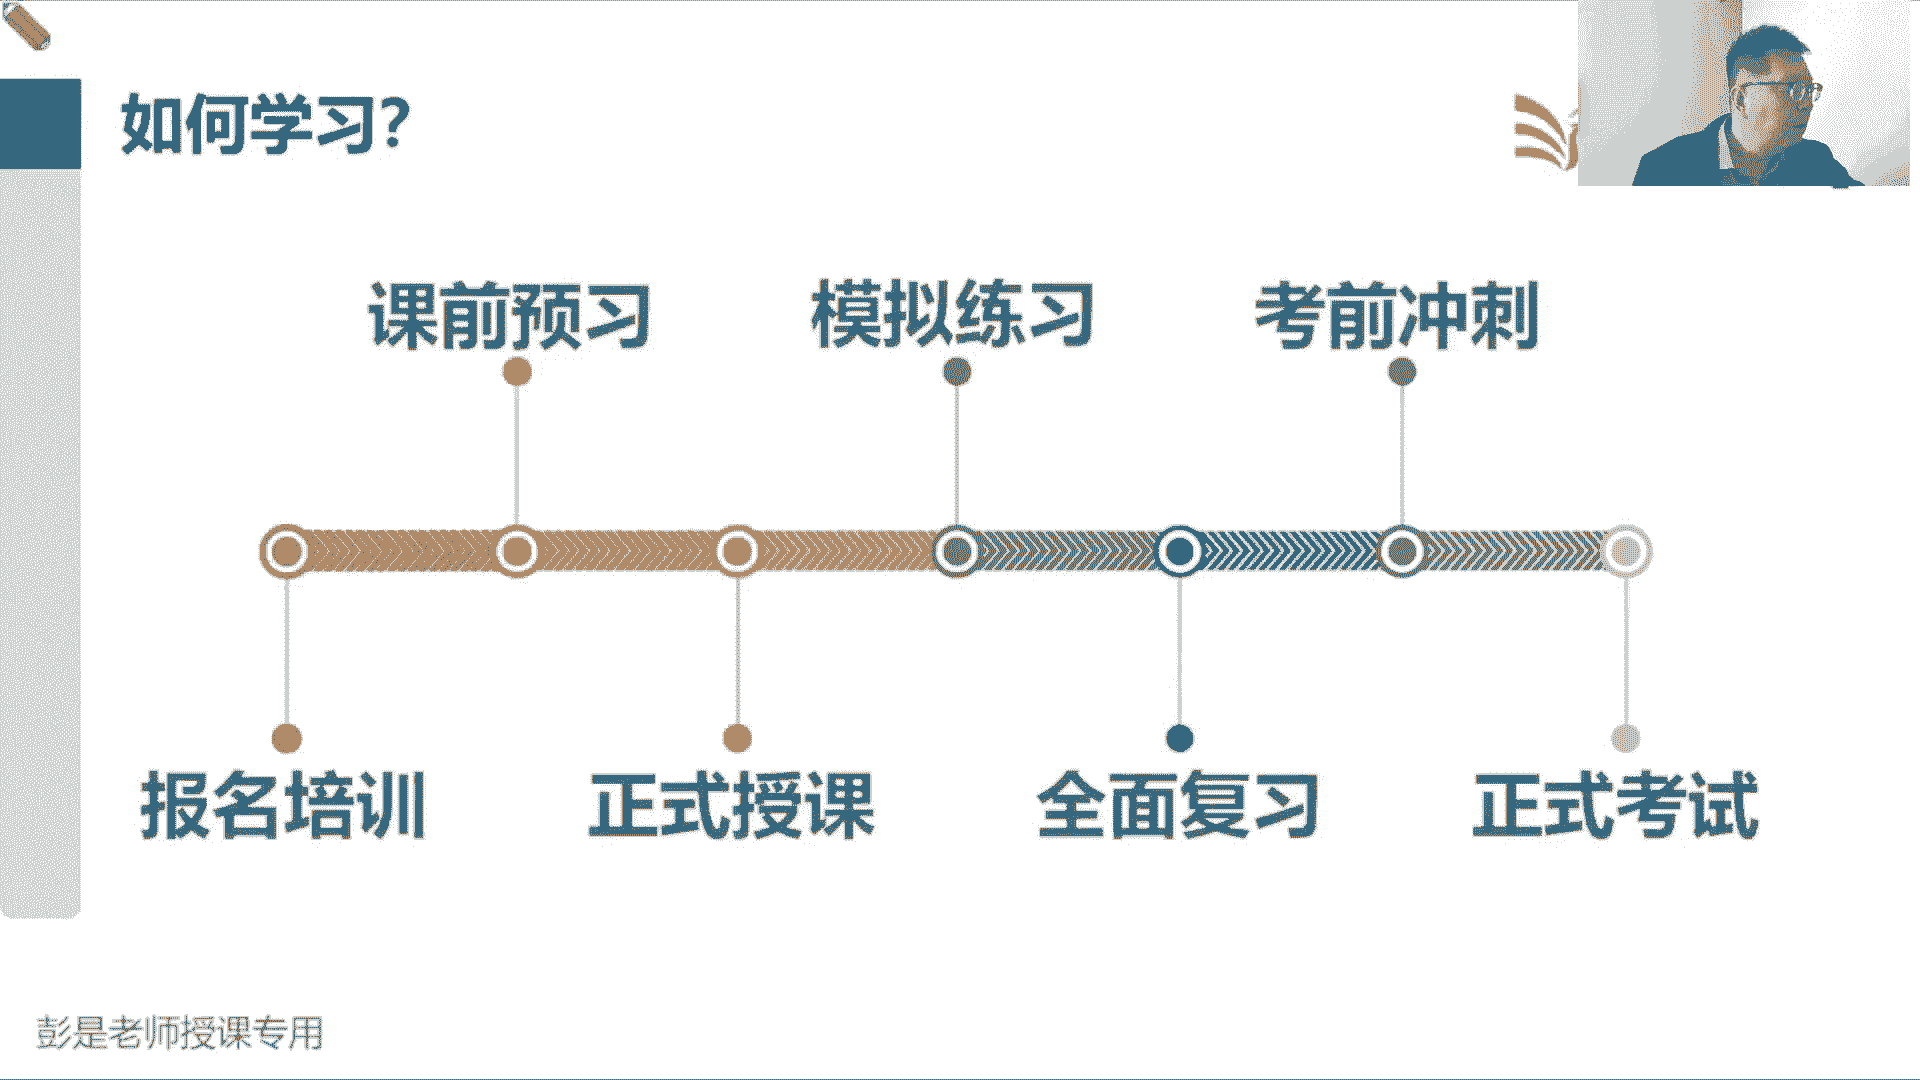 如何学习?
课前预习
模拟练习
考前冲刺
报名培训
正式授课
全面复习
正式考试
彭是老师授课专用